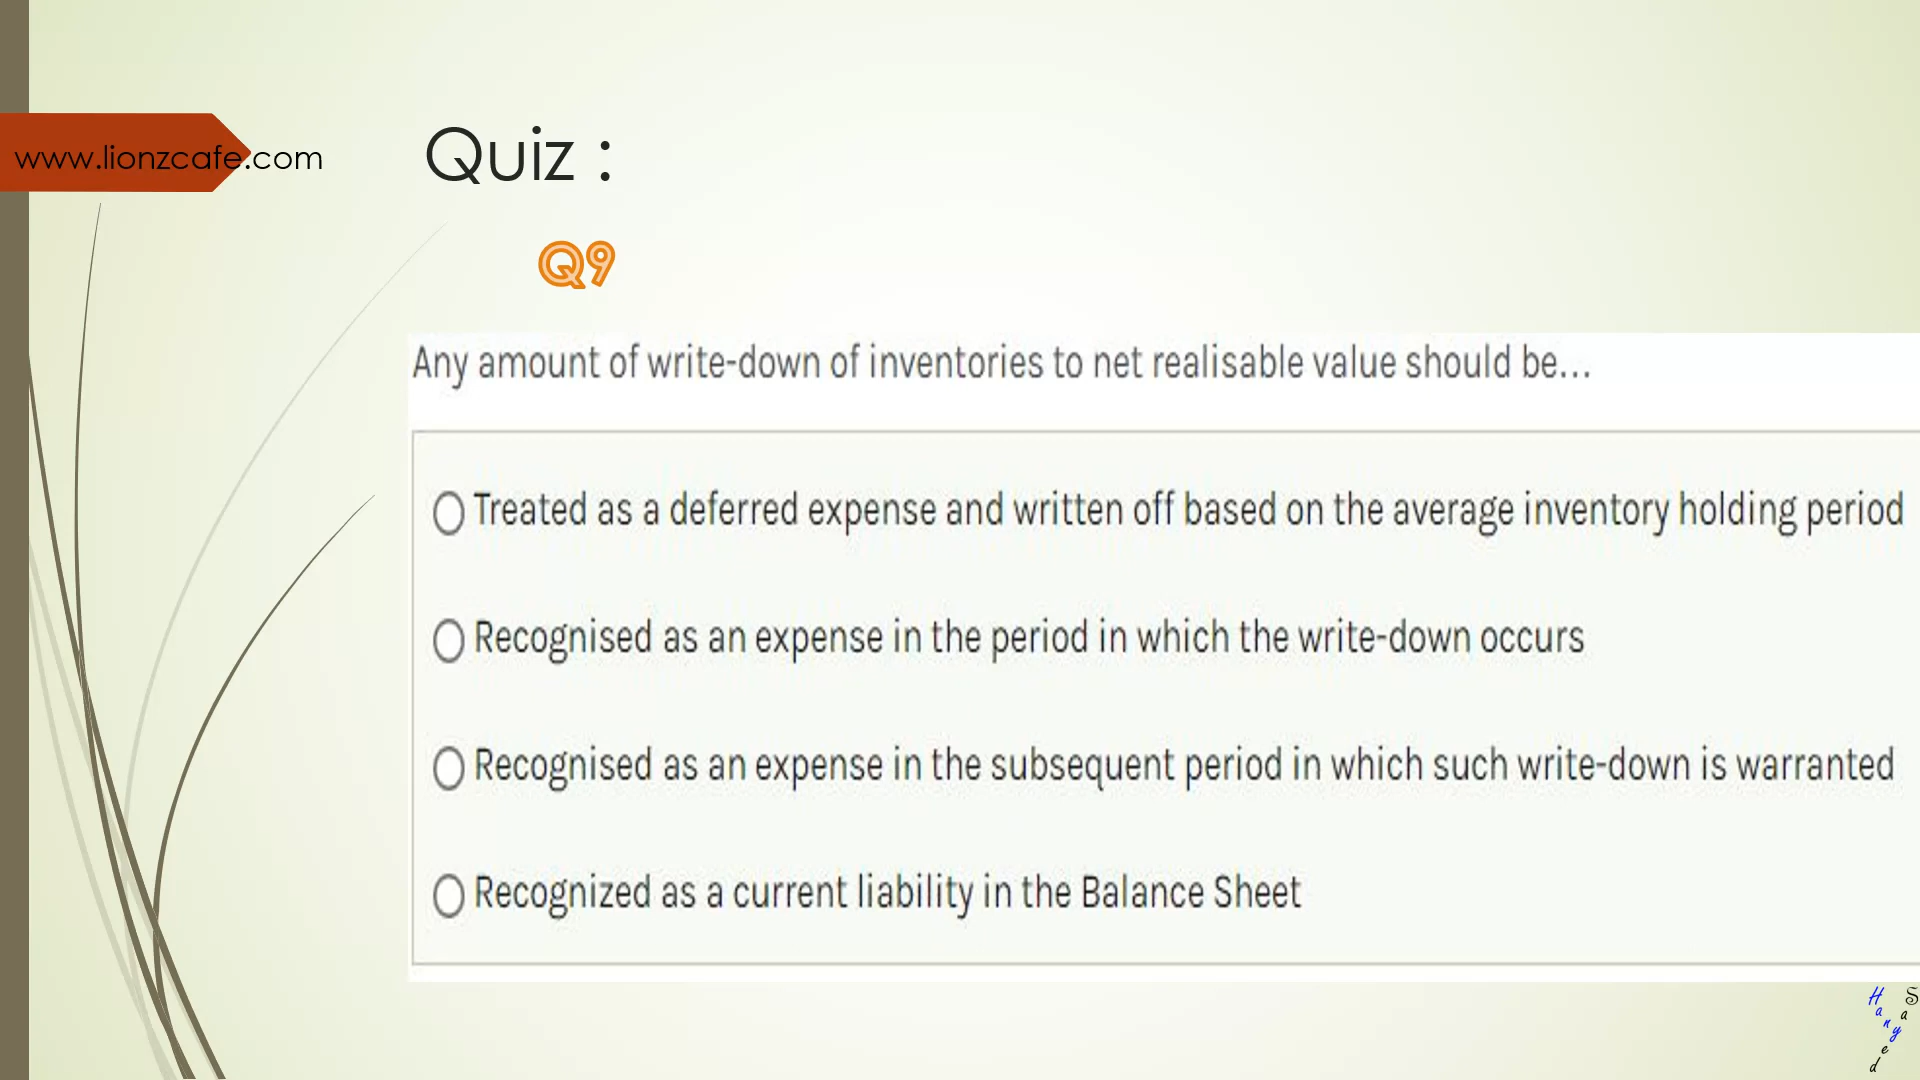 www.lionzcafe.com
Quiz :
Q9
Any amount of write-down of inventories to net realisable value should be...
Treated as a deferred expense and written off based on the average inventory holding period
Recognised as an expense in the period in which the write-down occurs
Recognised as an expense in the subsequent period in which such write-down is warranted
Recognized as a current liability in the Balance Sheet
Hany
Saed